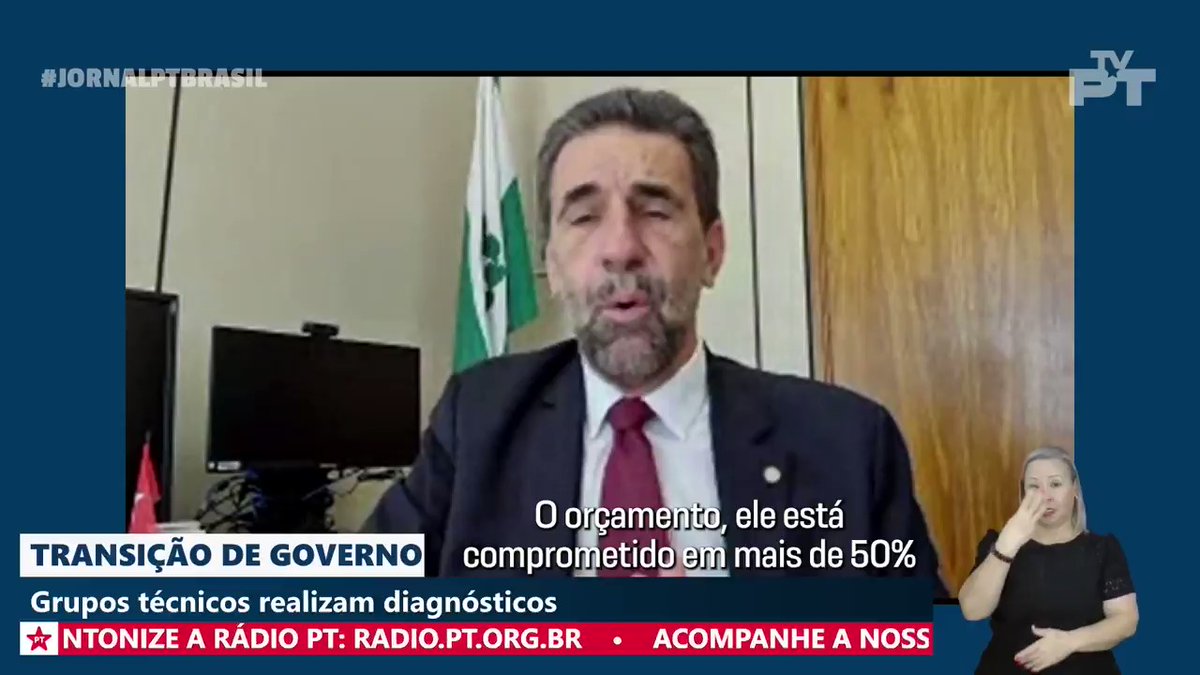 #JORNALPTBRASIL
TV
PT
O orçamento, ele está
comprometido em mais de 50%
TRANSIÇÃO DE GOVERNO
Grupos técnicos realizam diagnósticos
PT
NTONIZE A RÁDIO PT: RADIO.PT.ORG.BR • ACOMPANHE A NOSS